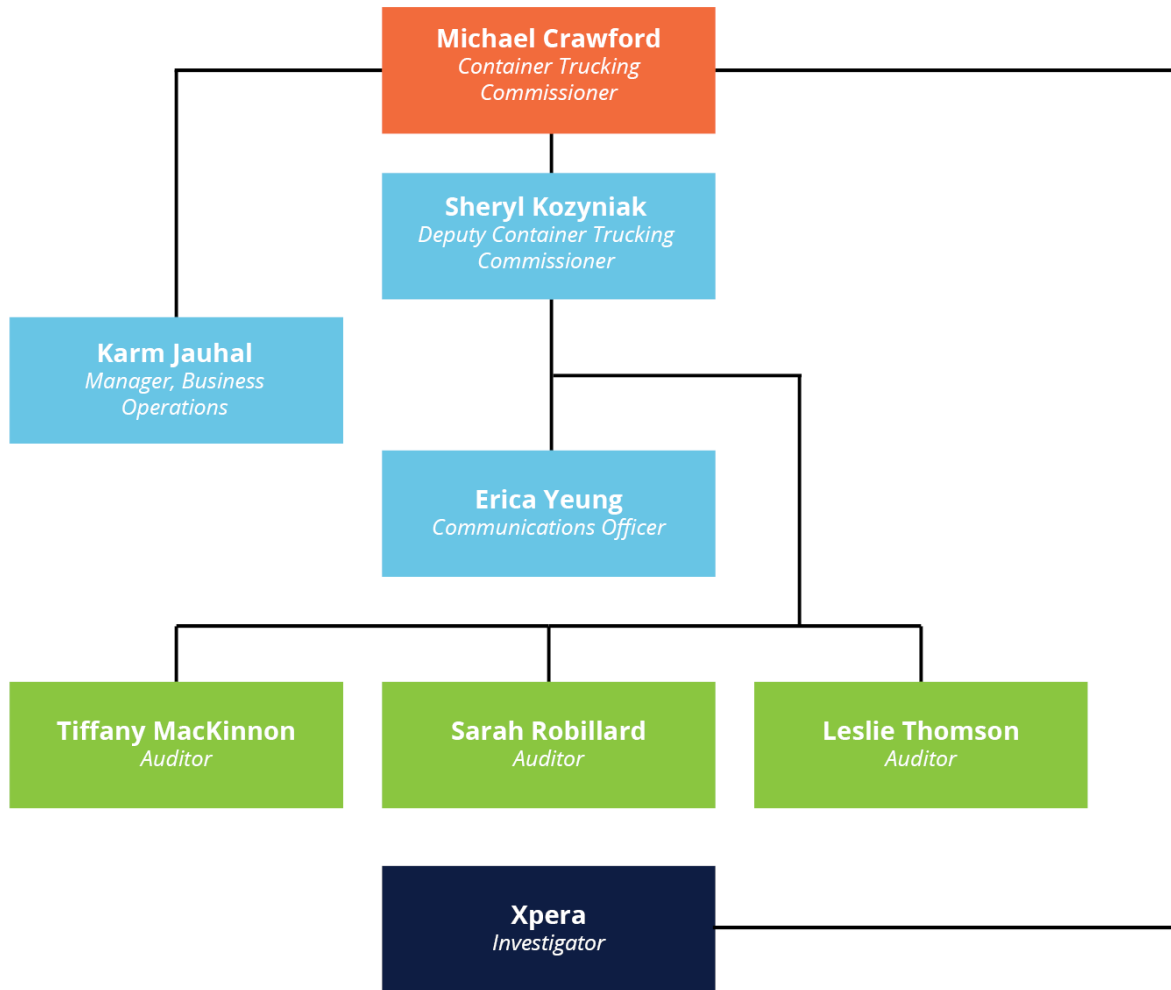 Michael Crawford
Container Trucking
Commissioner
Sheryl Kozyniak
Deputy Container Trucking
Commissioner
Karm Jauhal
Manager, Business
Operations
Erica Yeung
Communications Officer
Tiffany MacKinnon
Auditor
Sarah Robillard
Auditor
Leslie Thomson
Auditor
Xpera
Investigator